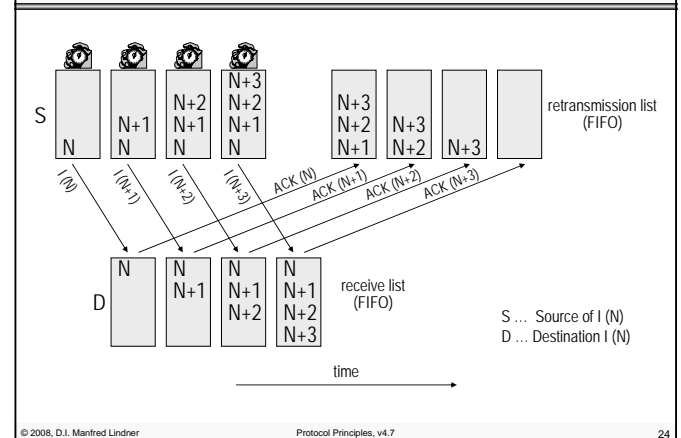 N+3
N+2 N+2 N+3
S N+1 N+1 N+1 N+2 N+3 retransmission list
N N N N N+1 N+2 N+3 (FIFO)
I (N) I (N+1) I (N+2) I (N+3) ACK (N) ACK (N+1) ACK (N+2) ACK (N+3)
N N N N
D N+1 N+1 N+1 receive list
N+2 N+2 (FIFO)
N+3
S ... Source of I (N)
D ... Destination I (N)
time
© 2008, D.I. Manfred Lindner Protocol Principles, v4.7 24